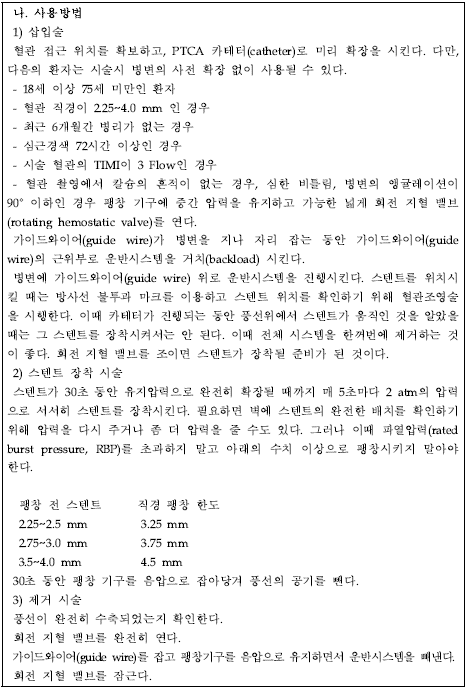 나. 사용방법
1) 삽입술
혈관 접근 위치를 확보하고, PTCA 카테터(catheter)로 미리 확장을 시킨다. 다만,
다음의 환자는 시술시 병변의 사전 확장 없이 사용될 수 있다.
- 18세 이상 75세 미만인 환자
- 혈관 직경이 2.25~4.0 mm 인 경우
- 최근 6개월간 병리가 없는 경우
- 심근경색 72시간 이상인 경우
- 시술 혈관의 TIMI이 3 Flow인 경우
- 혈관 촬영에서 칼슘의 흔적이 없는 경우, 심한 비틀림, 병변의 앵귤레이션이
90° 이하인 경우 팽창 기구에 중간 압력을 유지하고 가능한 넓게 회전 지혈 밸브
(rotating hemostatic valve)를 연다.
가이드와이어(guide wire)가 병변을 지나 자리 잡는 동안 가이드와이어(guide
wire)의 근위부로 운반시스템을 거치(backload) 시킨다.
병변에 가이드와이어(guide wire) 위로 운반시스템을 진행시킨다. 스텐트를 위치시
킬 때는 방사선 불투과 마크를 이용하고 스텐트 위치를 확인하기 위해 혈관조영술
을 시행한다. 이때 카테터가 진행되는 동안 풍선위에서 스텐트가 움직인 것을 알았을
때는 그 스텐트를 장착시켜서는 안 된다. 이때 전체 시스템을 한꺼번에 제거하는 것
이 좋다. 회전 지혈 밸브를 조이면 스텐트가 장착될 준비가 된 것이다.
2) 스텐트 장착 시술
스텐트가 30초 동안 유지압력으로 완전히 확장될 때까지 매 5초마다 2 atm의 압력
으로 서서히 스텐트를 장착시킨다. 필요하면 벽에 스텐트의 완전한 배치를 확인하기
위해 압력을 다시 주거나 좀 더 압력을 줄 수도 있다. 그러나 이때 파열압력(rated
burst pressure, RBP)를 초과하지 말고 아래의 수치 이상으로 팽창시키지 말아야
한다.
팽창 전 스텐트 직경 팽창 한도
2.25~2.5 mm 3.25 mm
2.75~3.0 mm 3.75 mm
3.5~4.0 mm 4.5 mm
30초 동안 팽창 기구를 음압으로 잡아당겨 풍선의 공기를 뺀다.
3) 제거 시술
풍선이 완전히 수축되었는지 확인한다.
회전 지혈 밸브를 완전히 연다.
가이드와이어(guide wire)를 잡고 팽창기구를 음압으로 유지하면서 운반시스템을 빼낸다.
회전 지혈 밸브를 잠근다.